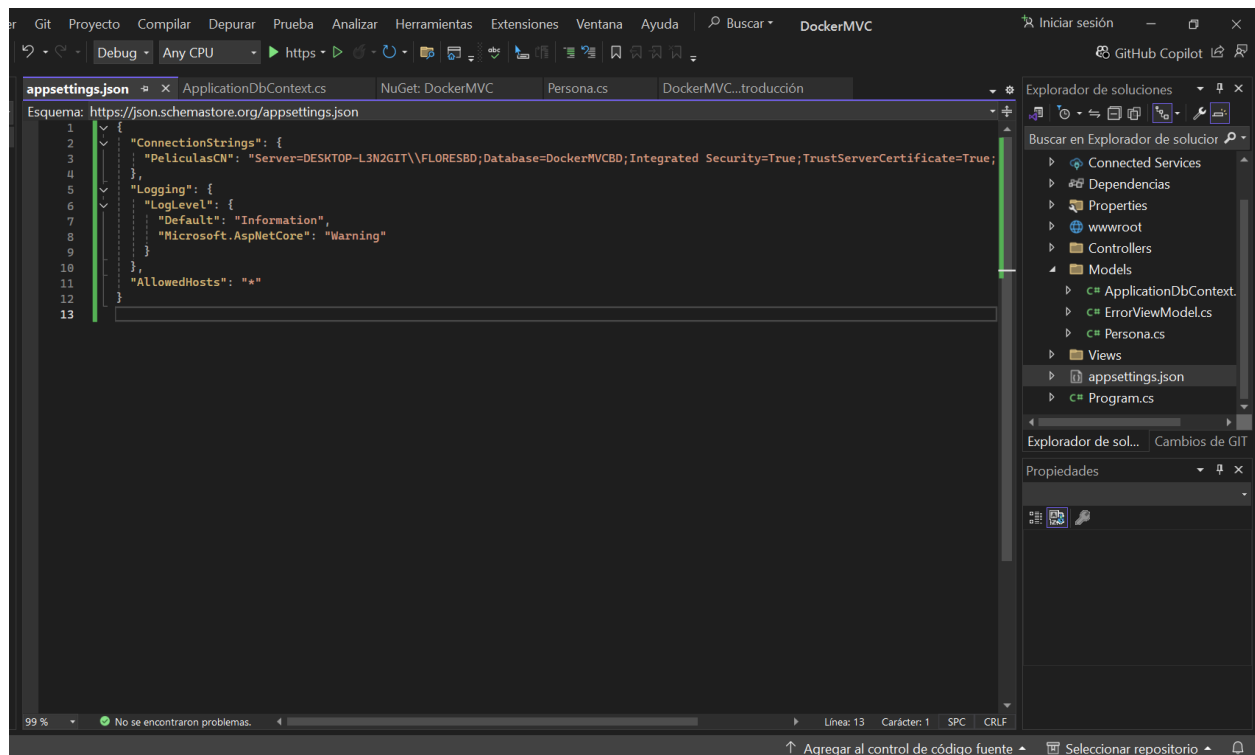 Git Proyecto Compilar Depurar Prueba Analizar Herramientas Extensiones Ventana Ayuda Buscar DockerMVC Iniciar sesión
Debug Any CPU https GitHub Copilot
appsettings.json ApplicationDbContext.cs NuGet: DockerMVC Persona.cs DockerMVC...troducción
Esquema: https://json.schemastore.org/appsettings.json
1 {
2 "ConnectionStrings": {
3 "PeliculasCN": "Server=DESKTOP-L3N2GIT\\FLORESBD;Database=DockerMVCBD;Integrated Security=True;TrustServerCertificate=True;
4 },
5 "Logging": {
6 "LogLevel": {
7 "Default": "Information",
8 "Microsoft.AspNetCore": "Warning"
9 }
10 },
11 "AllowedHosts": "*"
12 }
13
99 % No se encontraron problemas. Línea: 13 Carácter: 1 SPC CRLF
Explorador de soluciones
Buscar en Explorador de solucior
Connected Services
Dependencias
Properties
wwwroot
Controllers
Models
C# ApplicationDbContext.
C# ErrorViewModel.cs
C# Persona.cs
Views
appsettings.json
C# Program.cs
Explorador de sol... Cambios de GIT
Propiedades
Agregar al control de código fuente Seleccionar repositorio